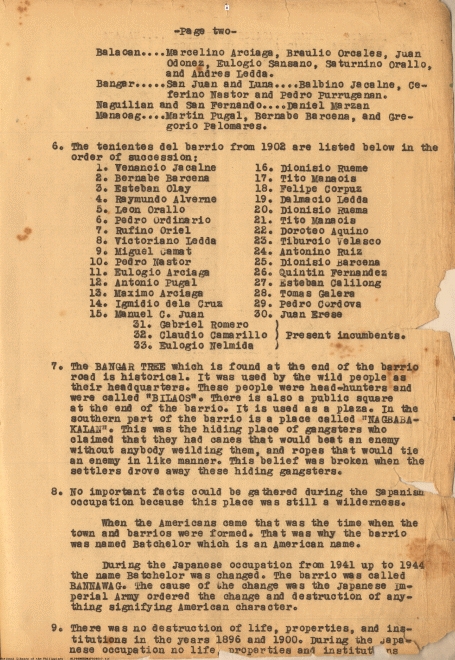 -Page two-
Balaoan....Marcelino Arciaga, Braulio Orcales, Juan
Odonez, Eulogio Sansano, Saturnino Orallo,
and Andres Ledda.
Bangar.....San Juan and Luna....Balbino Jacalne, Ce-
ferino Nastor and Pedro Purruganan.
Naguilian and San Fernando....Daniel Marzan
Manaoag....Martin Pugal, Bernabe Barcena, and Gre-
gorio Palomares.
6. The tenientes del barrio from 1902 are listed below in the
order of succession;
1. Venancio Jacalne
2. Bernabe Barcena
3. Esteban Olay
4. Raymundo Alverne
5. Leon Orallo
6. Pedro Ordinario
7. Rufino Oriel
8. Victoriano Ledda
9. Miguel Gamat
10. Pedro Nastor
11. Eulogio Arciaga
12. Antonio Pugal
13. Maximo Arciaga
14. Igmidio dela Cruz
15. Manuel C. Juan
16. Dionisio Rueme
17. Tito Manaois
18. Felipe Corpuz
19. Dalmacio Ledda
20. Dionisio Ruema
21. Tito Manaois
22. Doroteo Aquino
23. Tiburcio Velasco
24. Antonino Ruiz
25. Dionisio Barcena
26. Quintin Fernandez
27. Esteban Calilong
28. Tomas Galera
29. Pedro Cordova
30. Juan Erese
31. Gabriel Romero )
32. Claudio Camarillo ) Present incumbents.
33. Eulogio Nelmida )
7. The BANGAR TREE which is found at the end of the barrio
road is historical. It was used by the wild people as
their headquarters. These people were head-hunters and
were called "BILAOS". There is also a public square
at the end of the barrio. It is used as a plaza. In the
southern part of the barrio is a place called "NAGBABA-
KALAN". This was the hiding place of gangsters who
claimed that they had canes that would beat an enemy
without anybody weilding them, and ropes that would tie
an enemy in like manner. This belief was broken when the
settlers drove away these hiding gangsters.
8. No important facts could be gathered during the Sapanish
occupation because this place was still a wilderness.
When the Americans came that was the time when the
town and barrios were formed. That was why the barrio
was named Batchelor which is an American name.
During the Japanese occupation from 1941 up to 1944
the name Batchelor was changed. The barrio was called
BANNAWAG. The cause of the change was the Japanese Im-
perial Army ordered the change and destruction of any-
thing signifying American character.
9. There was no destruction of life, properties, and ins-
titutions in the years 1896 and 1900. During the Japa-
nese occupation no life, properties and